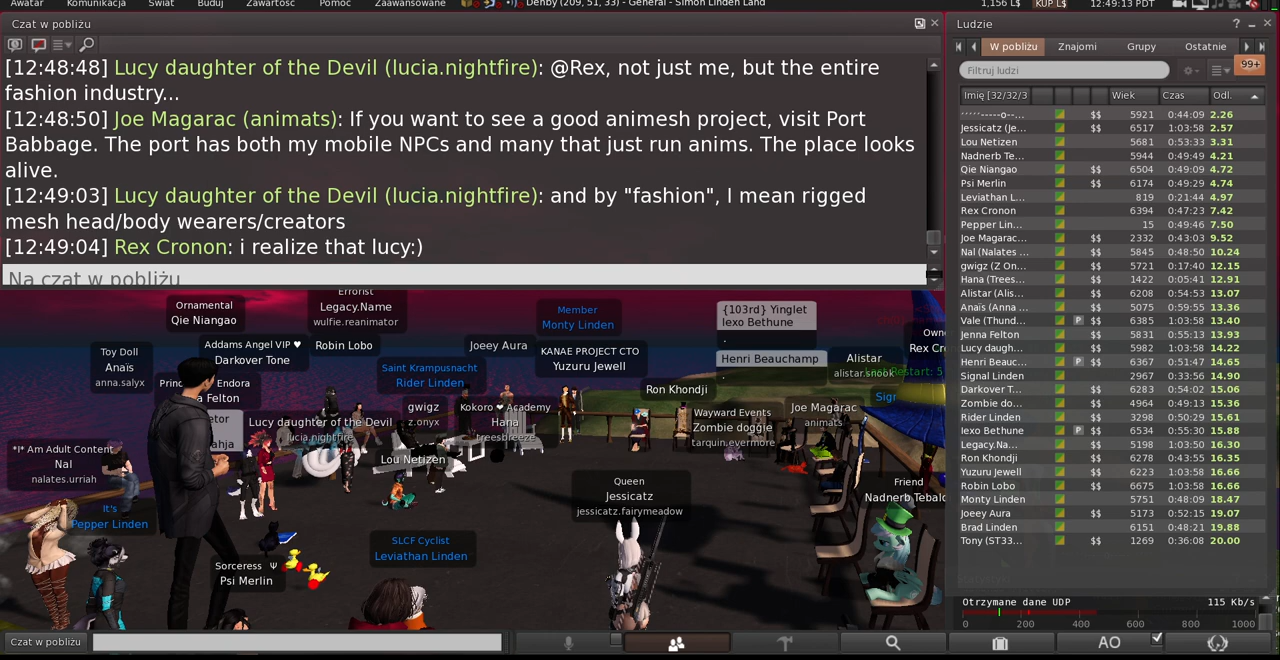 Awatar Komunikacja Świat Buduj Zawartość Pomoc Zaawansowane Denby (209, 51, 33) - General - Simon Linden Land 1,156 L$ KUP L$ 12:49:13 PDT
Czat w pobliżu
[12:48:48] Lucy daughter of the Devil (lucia.nightfire): @Rex, not just me, but the entire
fashion industry...
[12:48:50] Joe Magarac (animats): If you want to see a good animesh project, visit Port
Babbage. The port has both my mobile NPCs and many that just run anims. The place looks
alive.
[12:49:03] Lucy daughter of the Devil (lucia.nightfire): and by "fashion", I mean rigged
mesh head/body wearers/creators
[12:49:04] Rex Cronon: i realize that lucy:)
Na czat w pobliżu
Errorist
Legacy.Name
wulfie.reanimator
Ornamental
Qie Niangao
Member
Monty Linden
{103rd} Yinglet
Iexo Bethune
.
Owne
Rex Cro
Addams Angel VIP ♥
Darkover Tone
Robin Lobo
Joeey Aura
KANAE PROJECT CTO
Yuzuru Jewell
Henri Beauchamp
.
Alistar
alistar.snook
Restart: 5
Toy Doll
Anaïs
anna.salyx
Saint Krampusnacht
Rider Linden
Princ
Endora
a Felton
Ron Khondji
Sign
etor
ahja
Lucy daughter of the Devil
lucia.nightfire
gwigz
z.onyx
Kokoro ♥ Academy
Hana
treesbreeze
Wayward Events
Zombie doggie
tarquin.evermore
Joe Magarac
animats
*I* Am Adult Content
Nal
nalates.urriah
Lou Netizen
Queen
Jessicatz
jessicatz.fairymeadow
Friend
Nadnerb Tebald
It's
Pepper Linden
SLCF Cyclist
Leviathan Linden
Sorceress Ψ
Psi Merlin
Czat w pobliżu
Ludzie
W pobliżu Znajomi Grupy Ostatnie
Filtruj ludzi 99+
Imię [32/32/3 Wiek Czas Odl.
-----o--... $$ 5921 0:44:09 2.26
Jessicatz (Je... $$ 6517 1:03:58 2.57
Lou Netizen 5681 0:53:33 3.31
Nadnerb Te... 5944 0:49:49 4.21
Qie Niangao $$ 6504 0:49:09 4.72
Psi Merlin $$ 6174 0:49:29 4.74
Leviathan L... 819 0:21:44 4.97
Rex Cronon 6394 0:47:23 7.42
Pepper Lin... 15 0:49:46 7.50
Joe Magarac... $$ 2332 0:43:03 9.52
Nal (Nalates ... $$ 5845 0:48:50 10.24
gwigz (Z On... $$ 5721 0:17:40 12.15
Hana (Trees... $$ 1422 0:05:41 12.91
Alistar (Alis... $$ 6208 0:54:53 13.07
Anaïs (Anna ... $$ 5075 0:59:55 13.36
Vale (Thund... P $$ 6385 1:03:58 13.40
Jenna Felton $$ 5831 0:55:13 13.93
Lucy daugh... $$ 5982 1:03:58 14.22
Henri Beauc... P $$ 6367 0:51:47 14.65
Signal Linden 2967 0:33:56 14.90
Darkover T... $$ 6283 0:54:02 15.06
Zombie do... $$ 4964 0:49:13 15.36
Rider Linden $$ 3298 0:50:29 15.61
Iexo Bethune P $$ 6534 0:55:30 15.88
Legacy.Na... $$ 5198 1:03:50 16.30
Ron Khondji $$ 6278 0:43:55 16.35
Yuzuru Jewell $$ 6223 1:03:58 16.66
Robin Lobo $$ 6675 1:03:58 16.66
Monty Linden 5751 0:48:09 18.47
Joeey Aura $$ 5173 0:52:15 19.07
Brad Linden 6151 0:48:21 19.88
Tony (ST33... $$ 1269 0:36:08 20.00
Otrzymane dane UDP 115 Kb/s
0 200 400 600 800 1000
AO